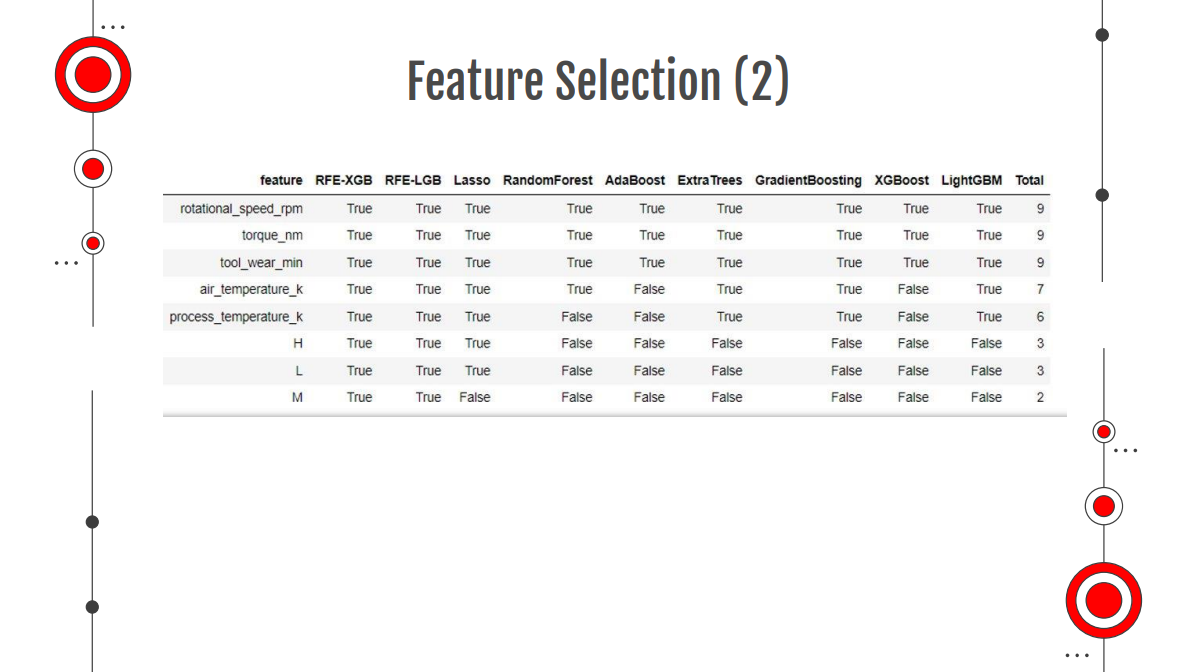 Feature Selection (2)
feature RFE-XGB RFE-LGB Lasso RandomForest AdaBoost ExtraTrees GradientBoosting XGBoost LightGBM Total
rotational_speed_rpm True True True True True True True True True 9
torque_nm True True True True True True True True True 9
tool_wear_min True True True True True True True True True 9
air_temperature_k True True True True False True True False True 7
process_temperature_k True True True False False True True False True 6
H True True True False False False False False False 3
L True True True False False False False False False 3
M True True False False False False False False False 2